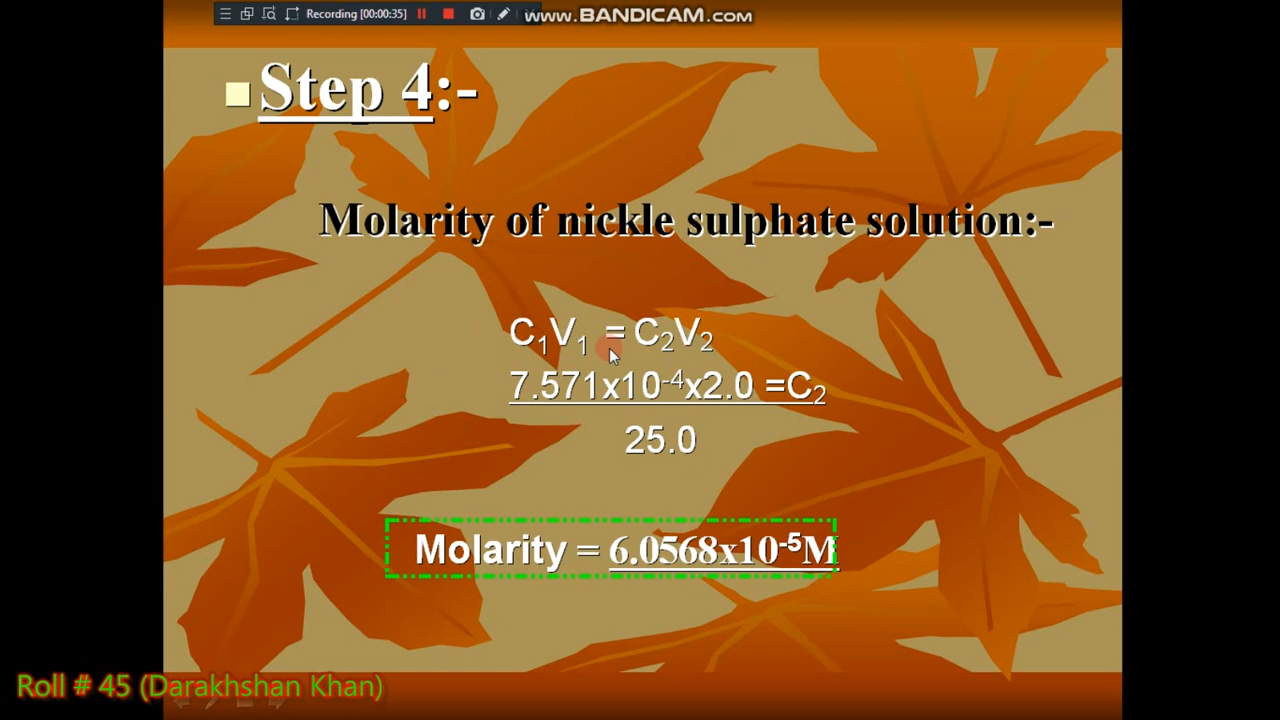 Recording [00:00:35]
www.BANDICAM.com
Step 4:-
Molarity of nickle sulphate solution:-
C₁V₁ = C₂V₂
7.571x10⁻⁴x2.0 =C₂
25.0
Molarity = 6.0568x10⁻⁵M
Roll # 45 (Darakhshan Khan)